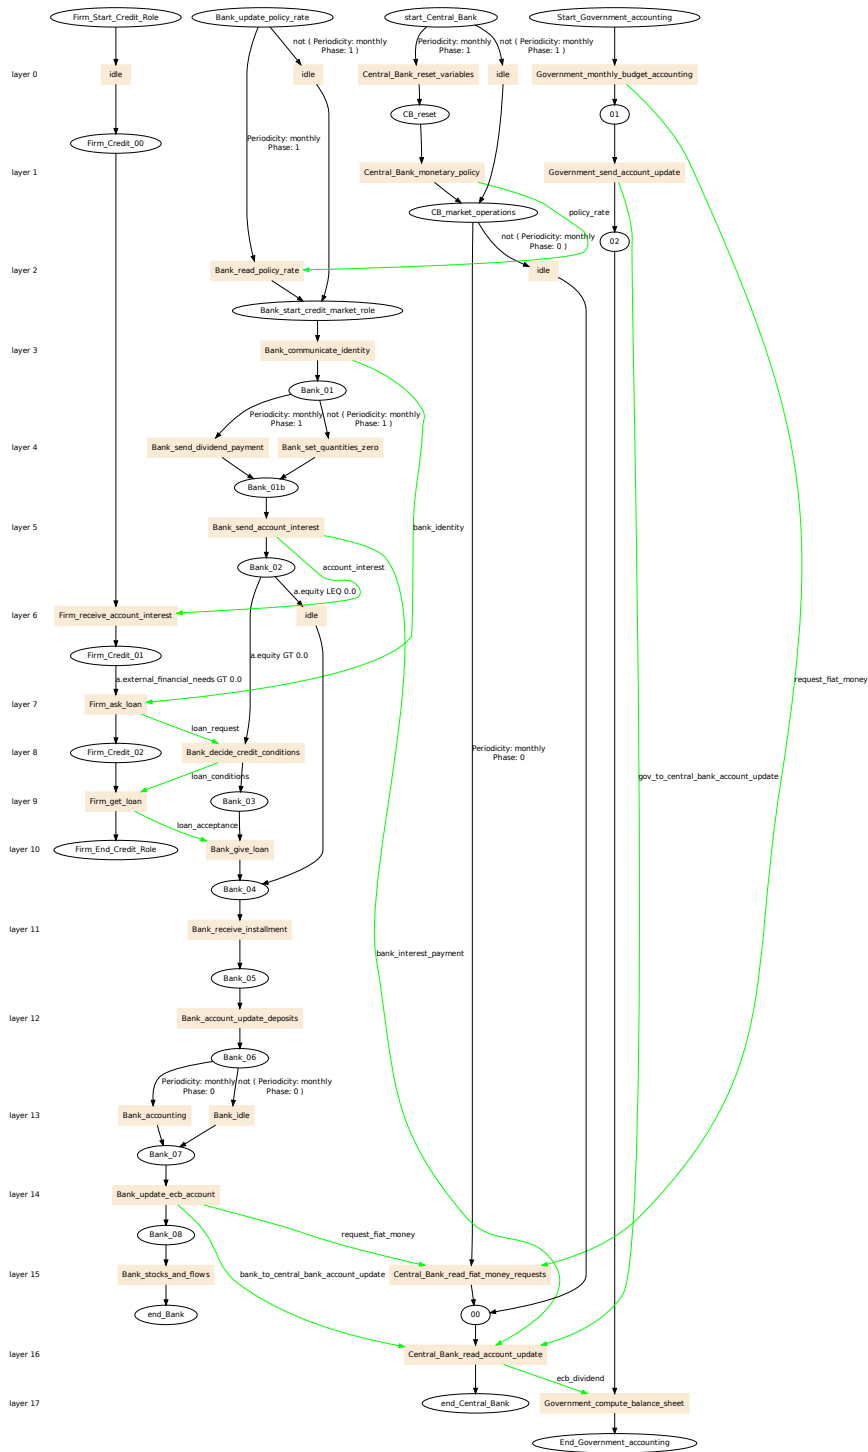 Firm_Start_Credit_Role
Bank_update_policy_rate
start_Central_Bank
Start_Government_accounting
not ( Periodicity: monthly
Phase: 1 )
Periodicity: monthly
Phase: 1
not ( Periodicity: monthly
Phase: 1 )
layer 0
idle
idle
Central_Bank_reset_variables
idle
Government_monthly_budget_accounting
CB_reset
01
Firm_Credit_00
Periodicity: monthly
Phase: 1
layer 1
Central_Bank_monetary_policy
Government_send_account_update
CB_market_operations
policy_rate
not ( Periodicity: monthly
Phase: 0 )
02
layer 2
Bank_read_policy_rate
idle
Bank_start_credit_market_role
layer 3
Bank_communicate_identity
Bank_01
Periodicity: monthly
Phase: 1
not ( Periodicity: monthly
Phase: 1 )
layer 4
Bank_send_dividend_payment
Bank_set_quantities_zero
Bank_01b
layer 5
Bank_send_account_interest
bank_identity
Bank_02
account_interest
a.equity LEQ 0.0
layer 6
Firm_receive_account_interest
idle
Firm_Credit_01
a.equity GT 0.0
a.external_financial_needs GT 0.0
request_fiat_money
layer 7
Firm_ask_loan
loan_request
layer 8
Firm_Credit_02
Bank_decide_credit_conditions
Periodicity: monthly
Phase: 0
loan_conditions
gov_to_central_bank_account_update
layer 9
Firm_get_loan
Bank_03
loan_acceptance
layer 10
Firm_End_Credit_Role
Bank_give_loan
Bank_04
layer 11
Bank_receive_installment
bank_interest_payment
Bank_05
layer 12
Bank_account_update_deposits
Bank_06
Periodicity: monthly
Phase: 0
not ( Periodicity: monthly
Phase: 0 )
layer 13
Bank_accounting
Bank_idle
Bank_07
layer 14
Bank_update_ecb_account
Bank_08
request_fiat_money
layer 15
Bank_stocks_and_flows
bank_to_central_bank_account_update
Central_Bank_read_fiat_money_requests
end_Bank
00
layer 16
Central_Bank_read_account_update
ecb_dividend
layer 17
end_Central_Bank
Government_compute_balance_sheet
End_Government_accounting